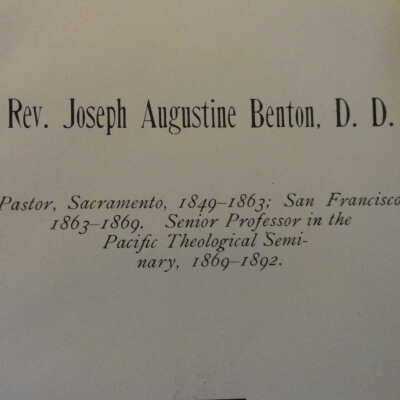 Rev. Joseph Augustine Benton, D. D.
Pastor, Sacramento, 1849–1863; San Francisco
1863–1869. Senior Professor in the
Pacific Theological Semi-
nary, 1869–1892.